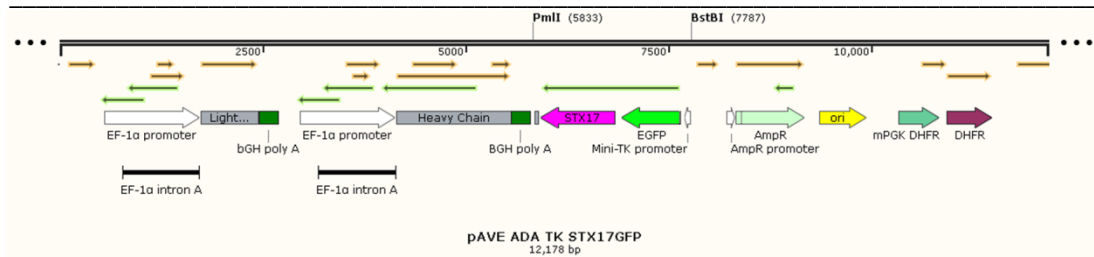 PmlI (5833) BstBI (7787)
2500 5000 7500 10,000
Light... Heavy Chain STX17 AmpR ori
EF-1α promoter bGH poly A EF-1α promoter BGH poly A EGFP AmpR mPGK DHFR DHFR
Mini-TK promoter AmpR promoter
EF-1α intron A EF-1α intron A
pAVE ADA TK STX17GFP
12,178 bp